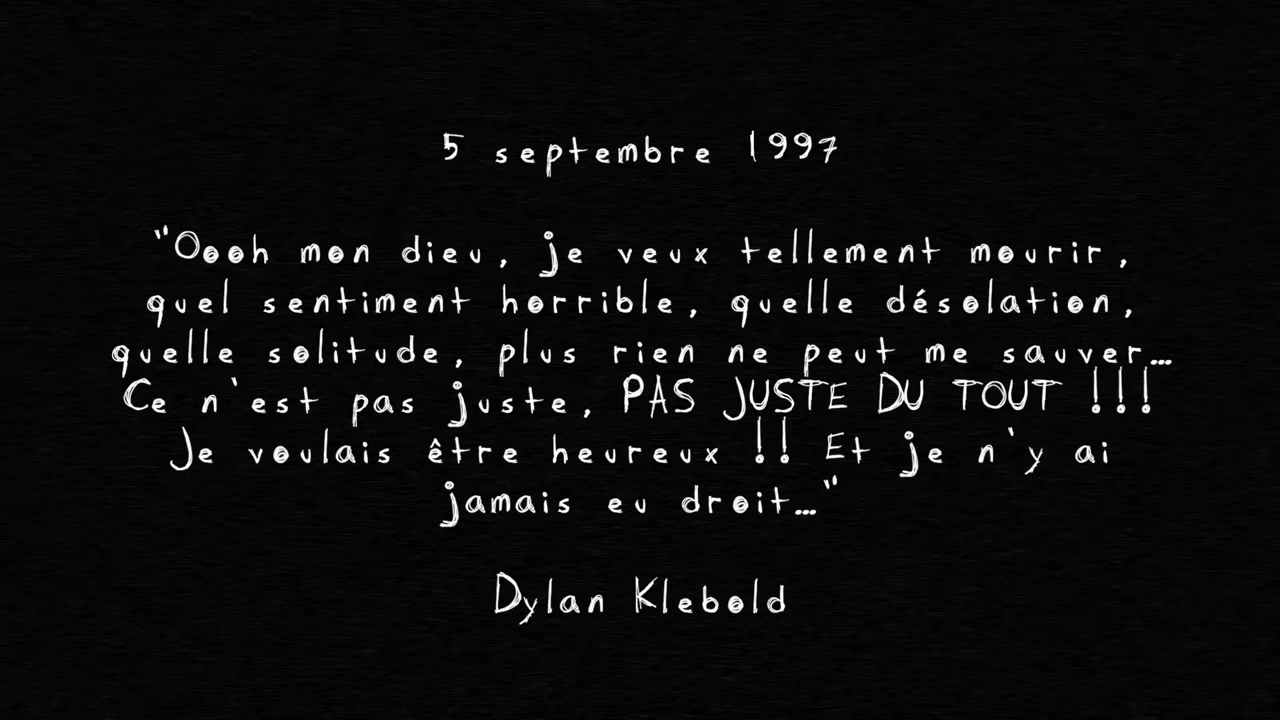 5 septembre 1997
"Oooh mon dieu, je veux tellement mourir,
quel sentiment horrible, quelle désolation,
quelle solitude, plus rien ne peut me sauver...
Ce n'est pas juste, PAS JUSTE DU TOUT !!!
Je voulais être heureux !! Et je n'y ai
jamais eu droit..."
Dylan Klebold